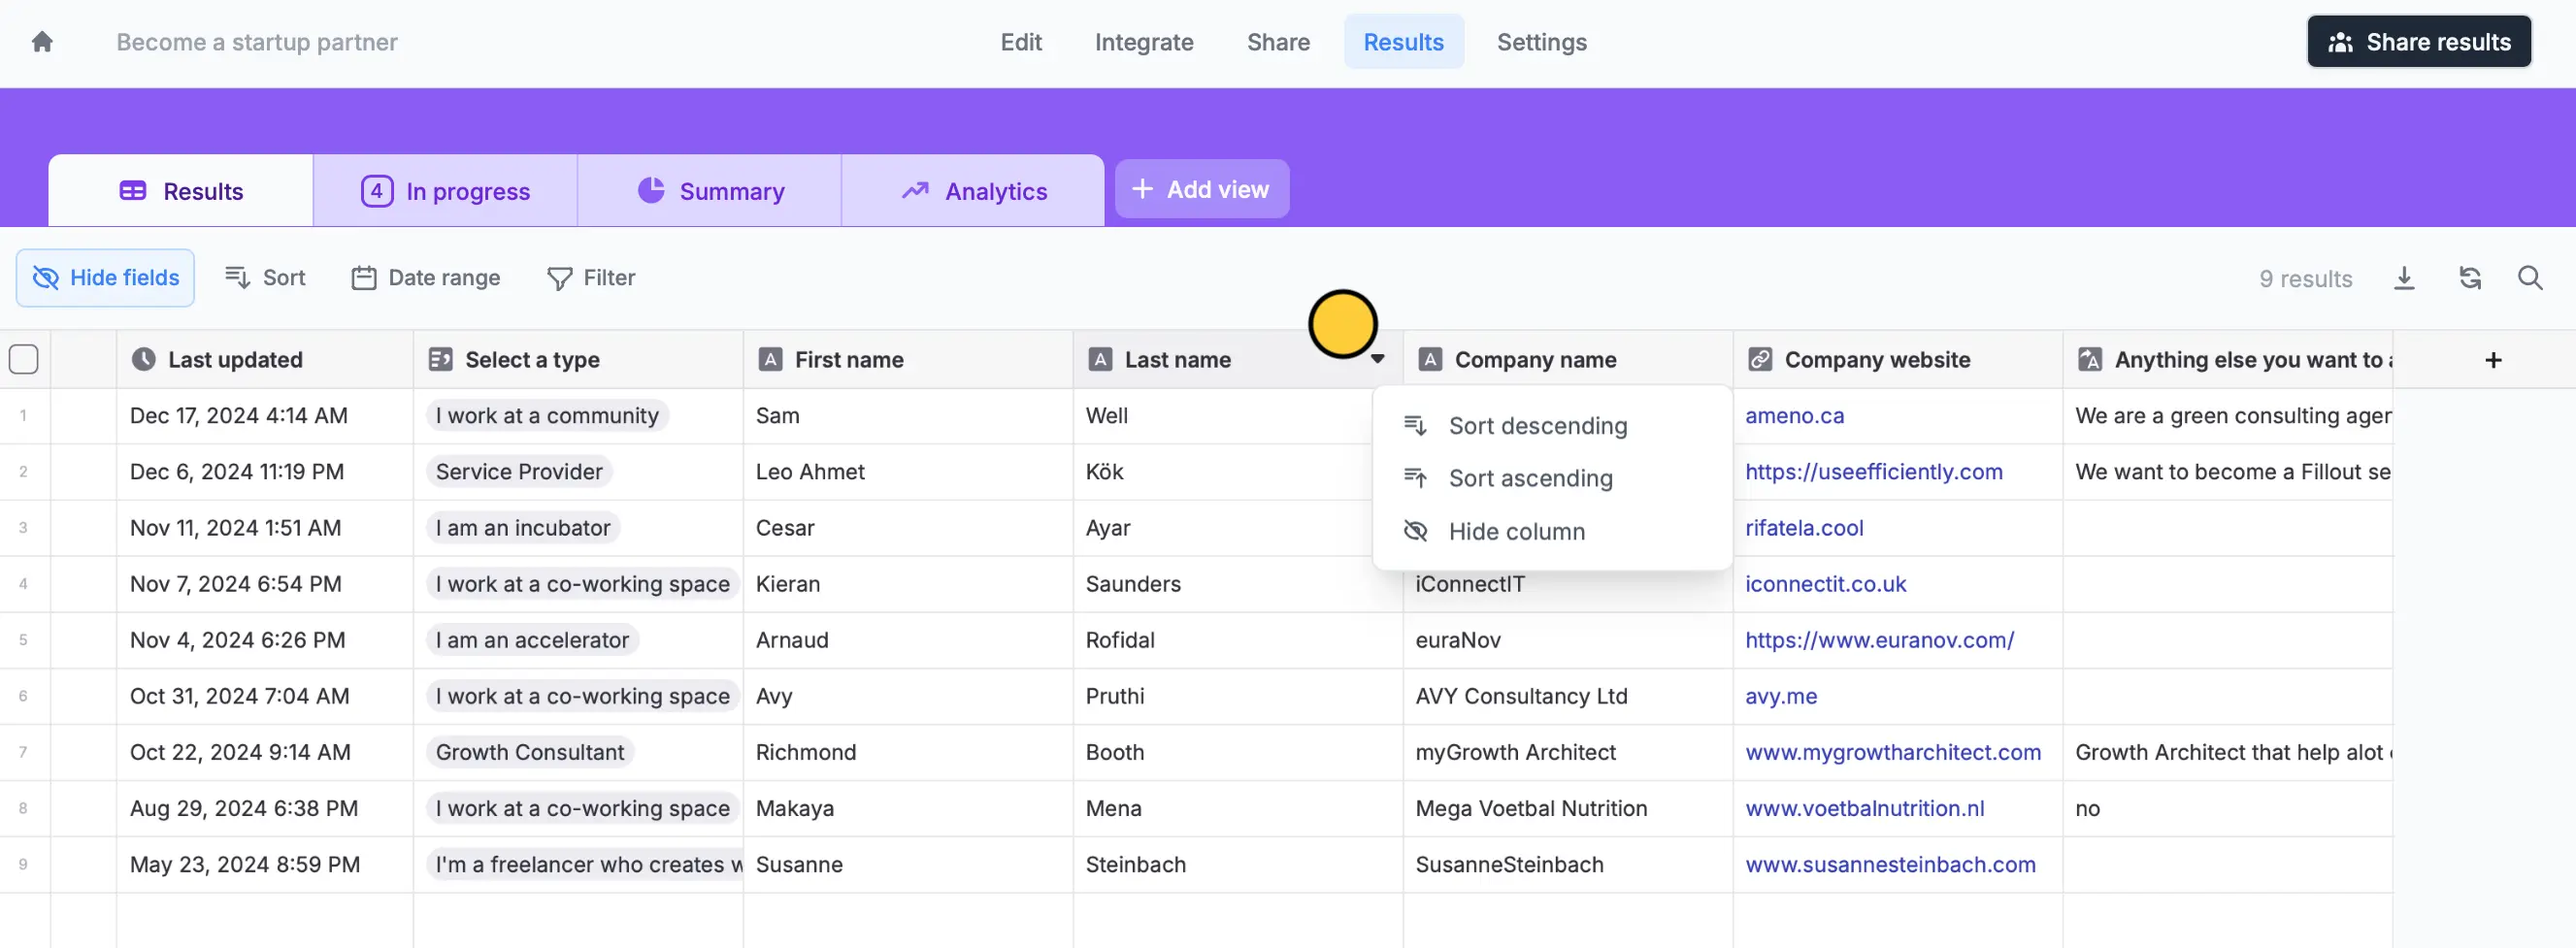 Become a startup partner
Edit Integrate Share Results Settings
Share results
Results 4 In progress Summary Analytics + Add view
Hide fields Sort Date range Filter 9 results
Last updated Select a type First name Last name Company name Company website Anything else you want to +
1 Dec 17, 2024 4:14 AM I work at a community Sam Well ameno.ca We are a green consulting agen
Sort descending
2 Dec 6, 2024 11:19 PM Service Provider Leo Ahmet Kök https://useefficiently.com We want to become a Fillout se
Sort ascending
3 Nov 11, 2024 1:51 AM I am an incubator Cesar Ayar rifatela.cool
Hide column
4 Nov 7, 2024 6:54 PM I work at a co-working space Kieran Saunders iConnectIT iconnectit.co.uk
5 Nov 4, 2024 6:26 PM I am an accelerator Arnaud Rofidal euraNov https://www.euranov.com/
6 Oct 31, 2024 7:04 AM I work at a co-working space Avy Pruthi AVY Consultancy Ltd avy.me
7 Oct 22, 2024 9:14 AM Growth Consultant Richmond Booth myGrowth Architect www.mygrowtharchitect.com Growth Architect that help alot
8 Aug 29, 2024 6:38 PM I work at a co-working space Makaya Mena Mega Voetbal Nutrition www.voetbalnutrition.nl no
9 May 23, 2024 8:59 PM I'm a freelancer who creates w Susanne Steinbach SusanneSteinbach www.susannesteinbach.com